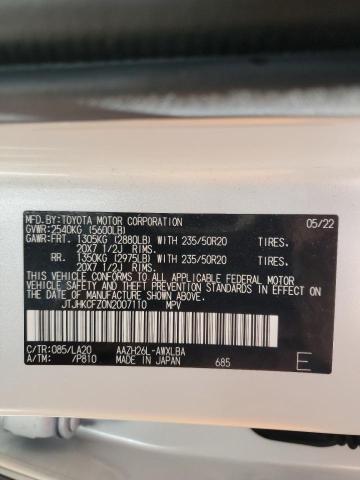 MFD.BY:TOYOTA MOTOR CORPORATION 05/22
GVWR:2540KG (5600LB)
GAWR:FRT. 1305KG (2880LB) WITH 235/50R20 TIRES.
20X7 1/2J RIMS.
RR. 1350KG (2975LB) WITH 235/50R20 TIRES.
20X7 1/2J RIMS.
THIS VEHICLE CONFORMS TO ALL APPLICABLE FEDERAL MOTOR
VEHICLE SAFETY AND THEFT PREVENTION STANDARDS IN
EFFECT ON THE DATE OF MANUFACTURE SHOWN ABOVE.
JTJHKCFZ0N2007110 MPV
C/TR:085/LA20 AAZH26L-AWXLBA
A/TM: /P810 MADE IN JAPAN 685 E